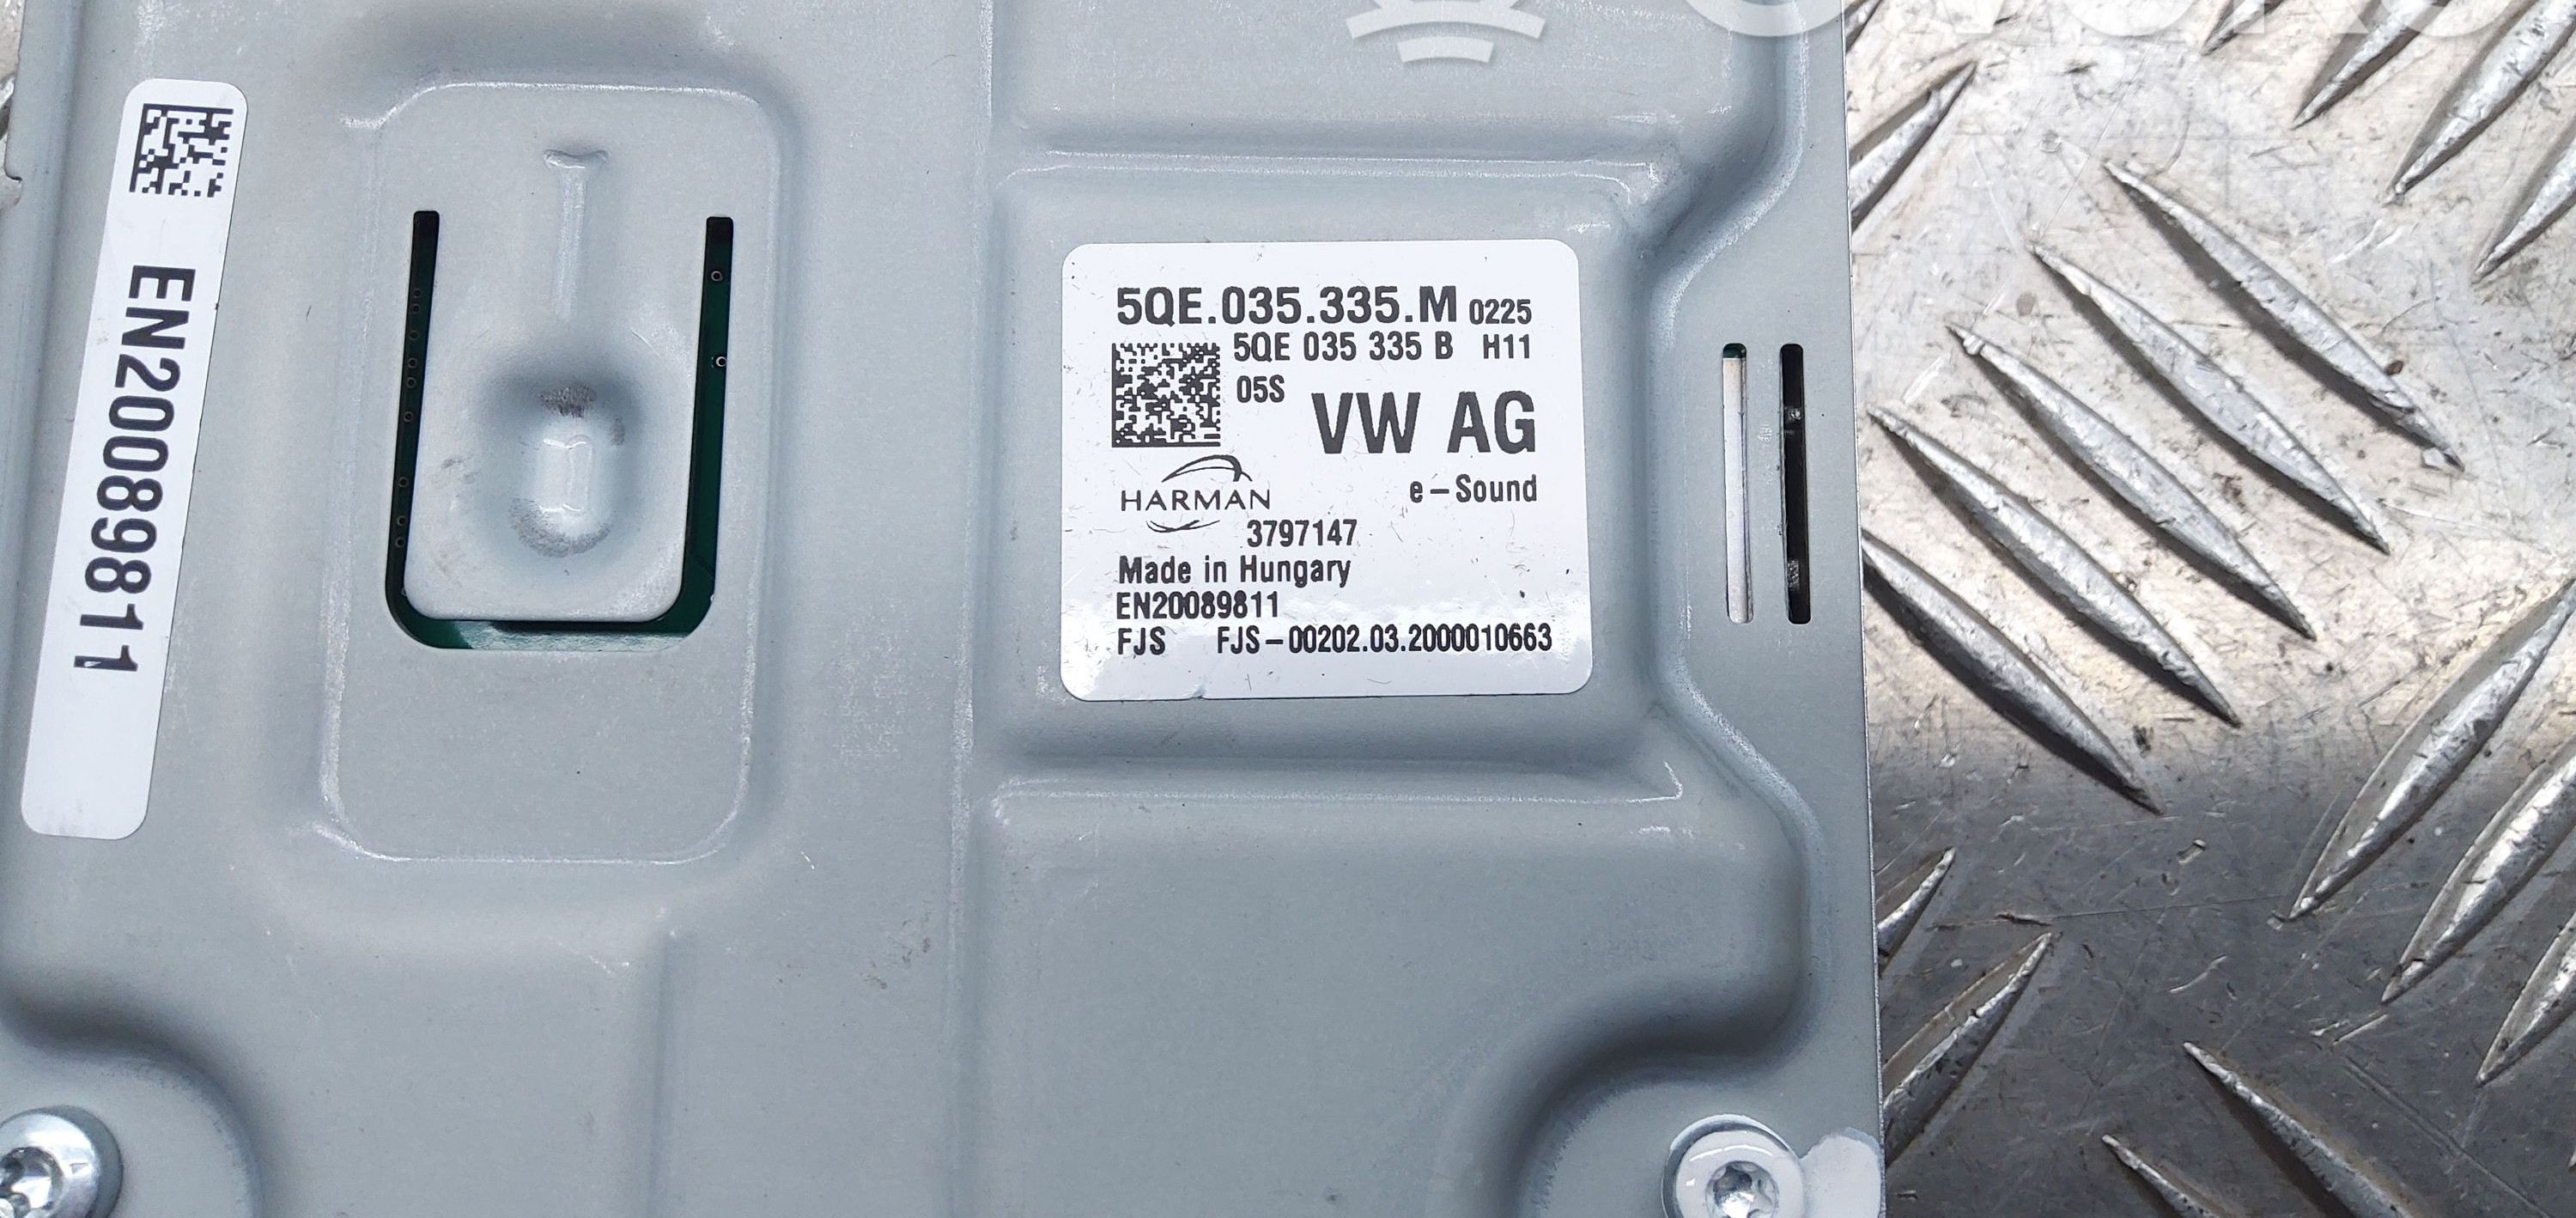 EN20089811
5QE.035.335.M 0225
5QE 035 335 B H11
05S
VW AG
HARMAN
e-Sound
3797147
Made in Hungary
EN20089811
FJS FJS-00202.03.2000010663